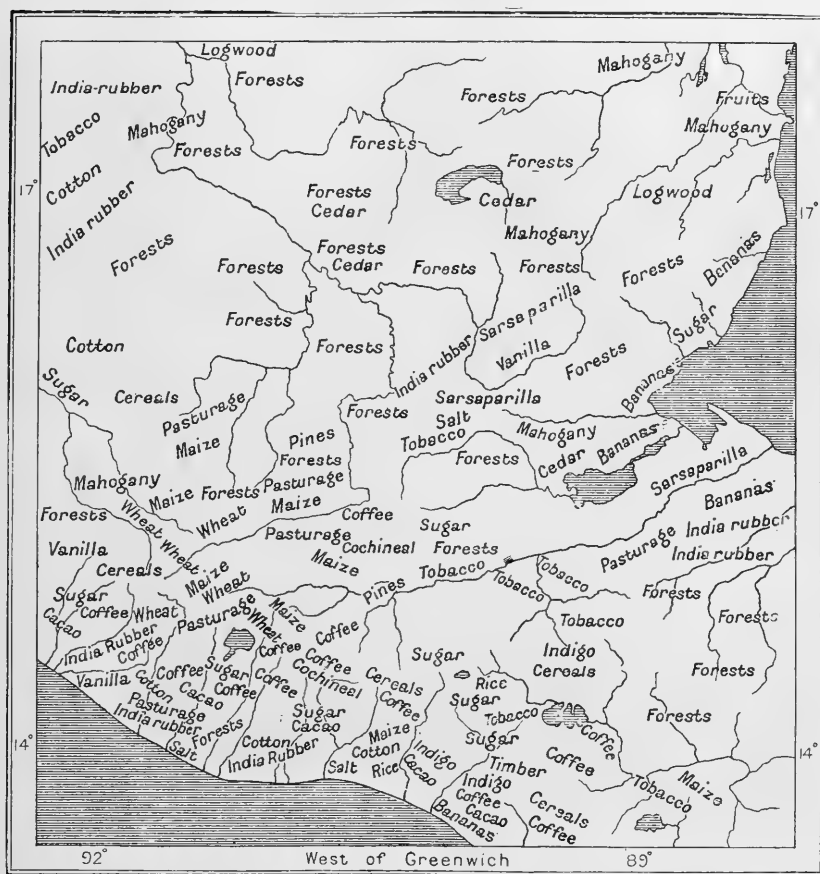 Logwood
Mahogany
India-rubber
Forests
Forests
Fruits
Tobacco
Mahogany
Mahogany
Forests
Forests
Forests
17°
Cotton
Forests
Cedar
Cedar
Logwood
17°
India rubber
Mahogany
Forests
Forests
Cedar
Forests
Forests
Forests
Forests
Bananas
Forests
Forests
India rubber
Sarsaparilla
Sugar
Cotton
Vanilla
Forests
Sugar
Cereals
Bananas
Pasturage
Forests
Sarsaparilla
Salt
Maize
Pines
Tobacco
Mahogany
Bananas
Forests
Forests
Cedar
Mahogany
Maize
Forests
Pasturage
Sarsaparilla
Wheat
Maize
Bananas
Forests
Wheat
Wheat
Coffee
Sugar
India rubber
Vanilla
Pasturage
Cochineal
Forests
Pasturage
India rubber
Cereals
Maize
Maize
Tobacco
Tobacco
Tobacco
Sugar
Wheat
Pines
Forests
Coffee
Wheat
Pasturage
Maize
Tobacco
Forests
Cacao
Wheat
Coffee
India Rubber
Coffee
Coffee
Coffee
Sugar
Indigo
Vanilla
Coffee
Sugar
Coffee
Cochineal
Cereals
Cereals
Forests
Cotton
Cacao
Coffee
Coffee
Rice
Pasturage
Sugar
Sugar
Tobacco
Coffee
Forests
India rubber
Forests
Cacao
Maize
Sugar
Salt
Cotton
Cotton
Indigo
Timber
Coffee
14°
India Rubber
Salt
Rice
Cacao
Indigo
Maize
14°
Coffee
Cereals
Tobacco
Bananas
Cacao
Coffee
92°
West of Greenwich
89°